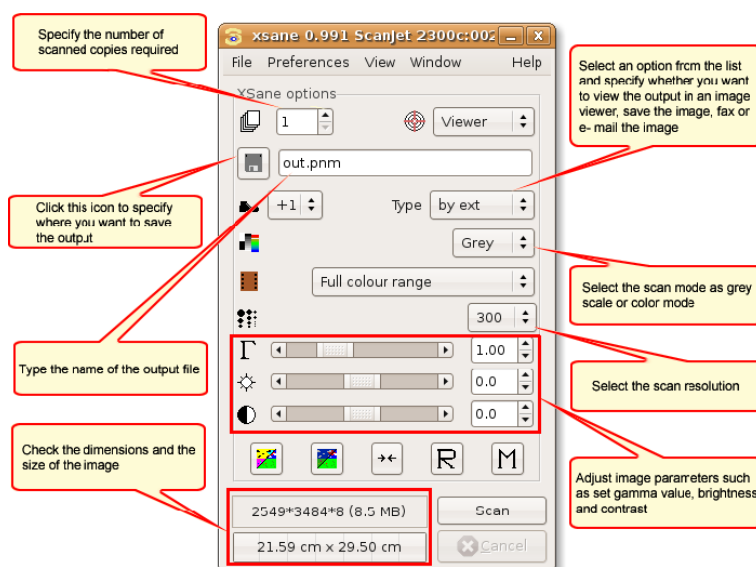 Specify the number of
scanned copies required
xsane 0.991 ScanJet 2300c:002
File Preferences View Window Help
XSane options
1
Viewer
out.pnm
+1
Type by ext
Grey
Full colour range
300
1.00
0.0
0.0
R
M
2549*3484*8 (8.5 MB)
Scan
21.59 cm x 29.50 cm
Cancel
Click this icon to specify
where you want to save
the output
Type the name of the output file
Check the dimensions and the
size of the image
Select an option from the list
and specify whether you want
to view the output in an image
viewer, save the image, fax or
e- mail the image
Select the scan mode as grey
scale or color mode
Select the scan resolution
Adjust image parameters such
as set gamma value, brightness
and contrast